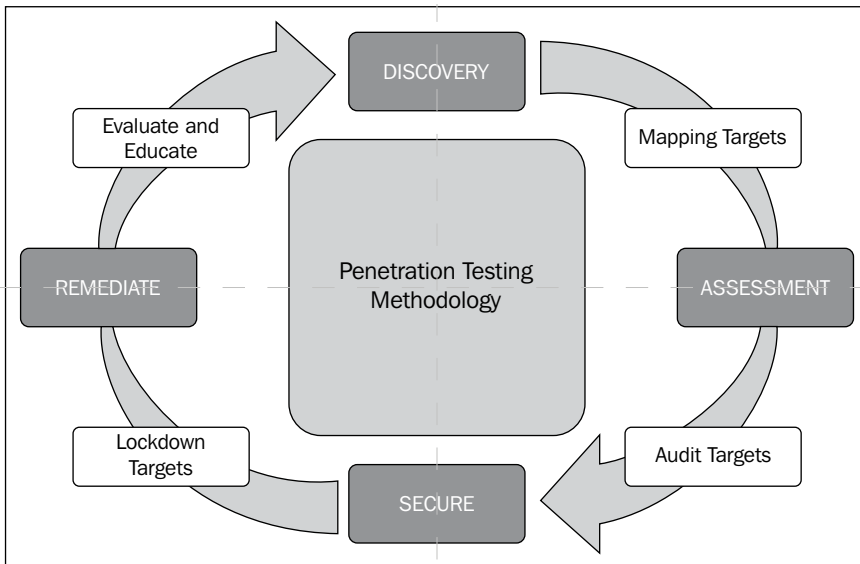 DISCOVERY
Evaluate and
Educate
Mapping Targets
Penetration Testing
Methodology
REMEDIATE
ASSESSMENT
Lockdown
Targets
Audit Targets
SECURE